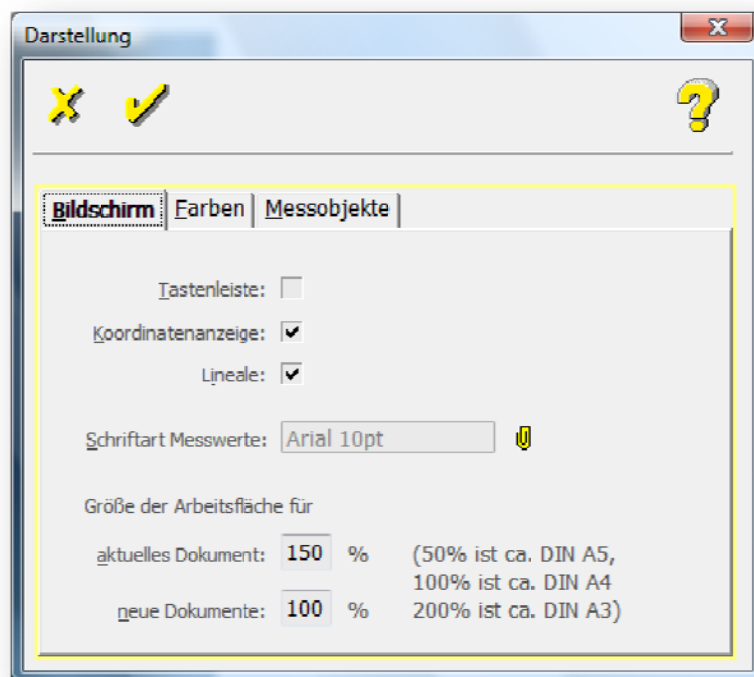 Darstellung
Bildschirm Farben Messobjekte
Tastenleiste:
Koordinatenanzeige:
Lineale:
Schriftart Messwerte: Arial 10pt
Größe der Arbeitsfläche für
aktuelles Dokument: 150 % (50% ist ca. DIN A5,
100% ist ca. DIN A4
neue Dokumente: 100 % 200% ist ca. DIN A3)